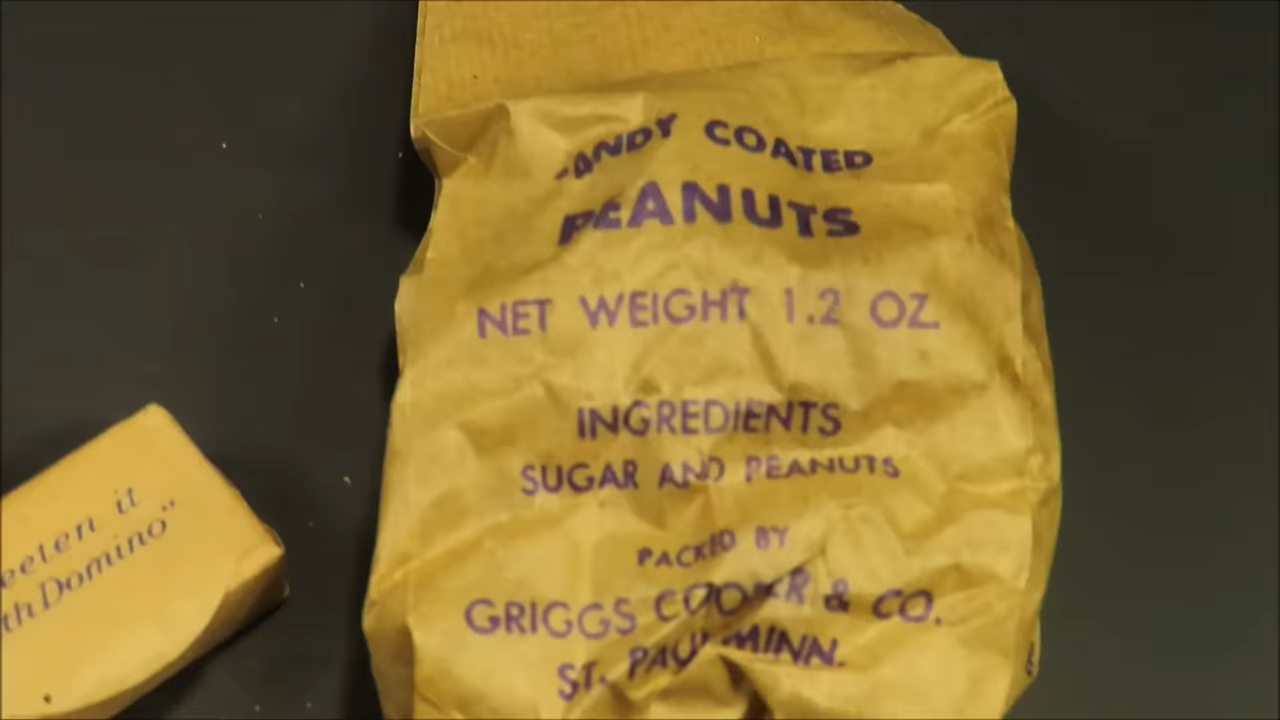 CANDY COATED
PEANUTS
NET WEIGHT 1.2 OZ.
INGREDIENTS
SUGAR AND PEANUTS
PACKED BY
GRIGGS COOPER & CO.
ST. PAUL MINN.
eeten it
th Domino"